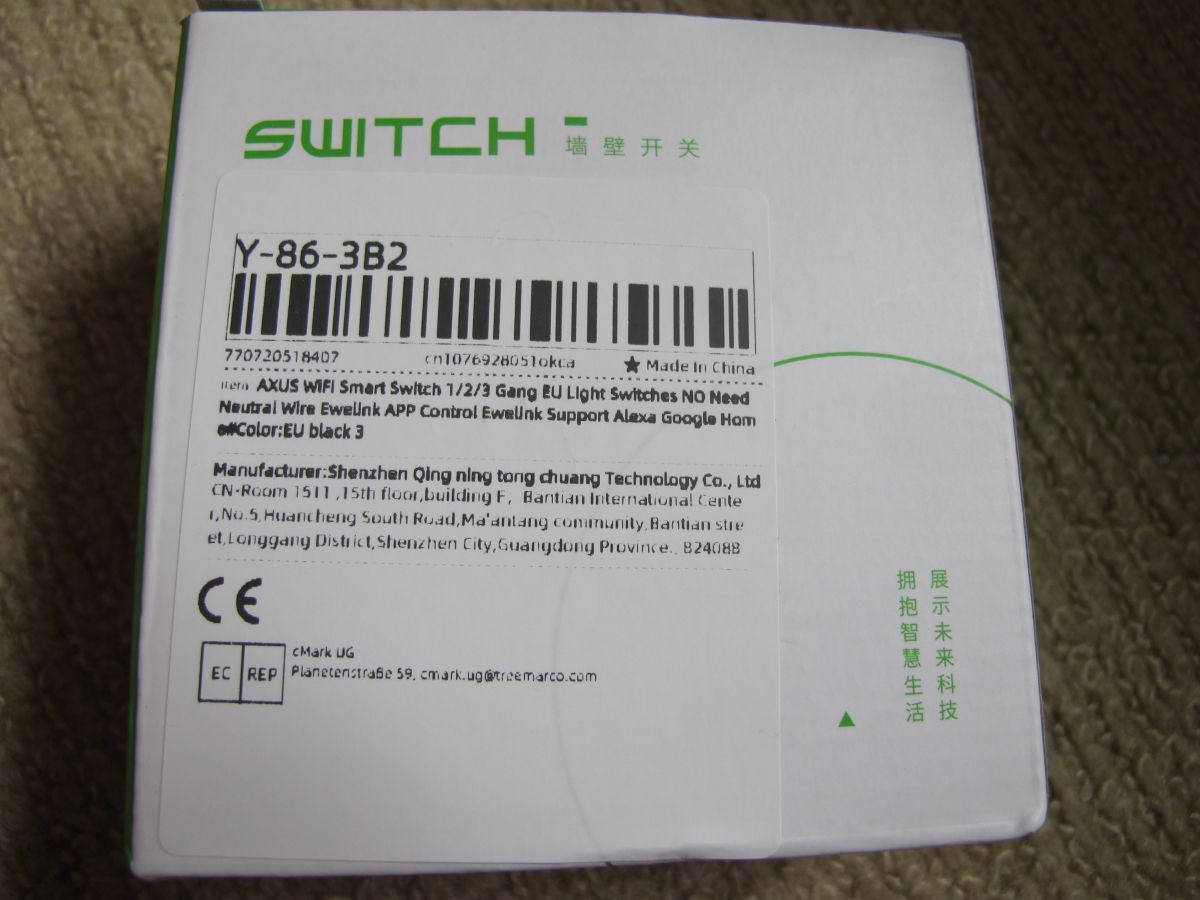 SWITCH
墙壁开关
Y-86-3B2
770720518407 cn1076928051okca ★ Made In China
item AXUS WIFI Smart Switch 1/2/3 Gang EU Light Switches NO Need
Neutral Wire Ewelink APP Control Ewelink Support Alexa Google Hom
e#Color:EU black 3
Manufacturer:Shenzhen Qing ning tong chuang Technology Co., Ltd
CN-Room 1511 ,15th floor,building F, Bantian International Cente
r,No.5,Huancheng South Road,Ma'antang community,Bantian stre
et,Longgang District,Shenzhen City,Guangdong Province., 824088
CE
EC REP
cMark UG
Planetenstraße 59, cmark.ug@treemarco.com
展示未来科技
拥抱智慧生活